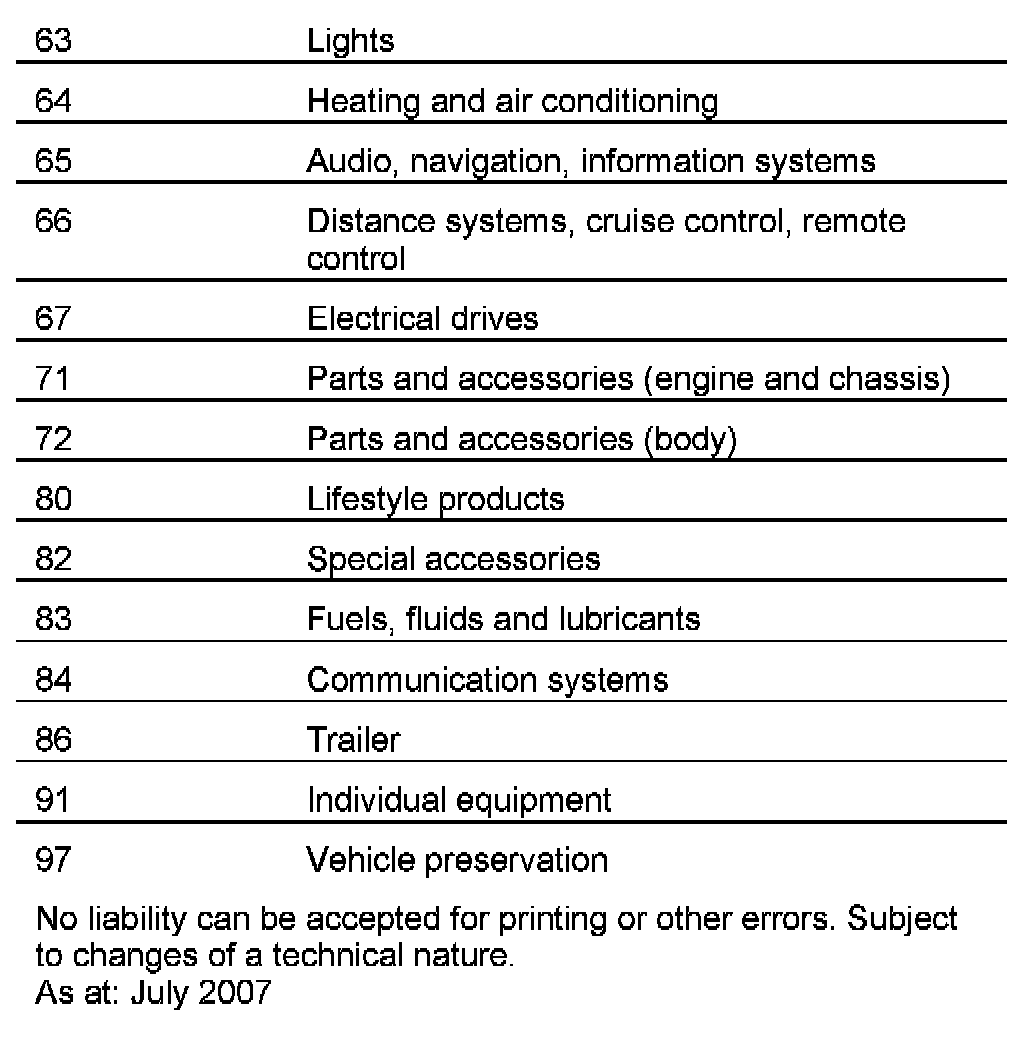 63 Lights
64 Heating and air conditioning
65 Audio, navigation, information systems
66 Distance systems, cruise control, remote
control
67 Electrical drives
71 Parts and accessories (engine and chassis)
72 Parts and accessories (body)
80 Lifestyle products
82 Special accessories
83 Fuels, fluids and lubricants
84 Communication systems
86 Trailer
91 Individual equipment
97 Vehicle preservation
No liability can be accepted for printing or other errors. Subject
to changes of a technical nature.
As at: July 2007